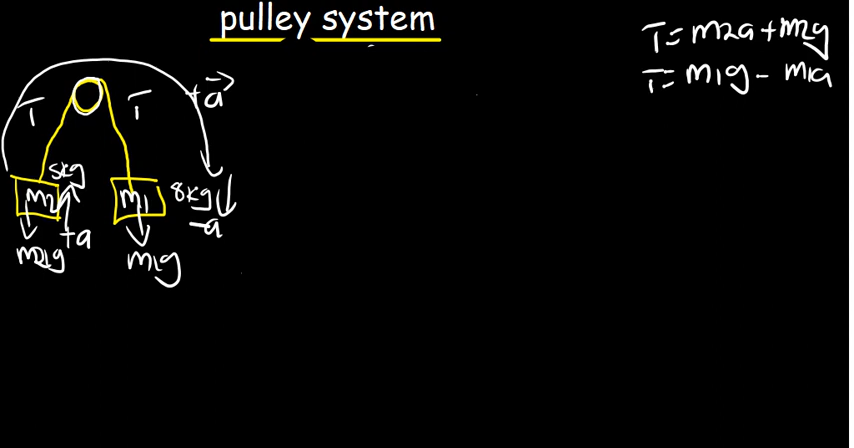 pulley system
T = m2a + m2g
T = m1g - m1a
+a
T
T
5kg
8kg
m2
m1
-a
+a
m2g
m1g